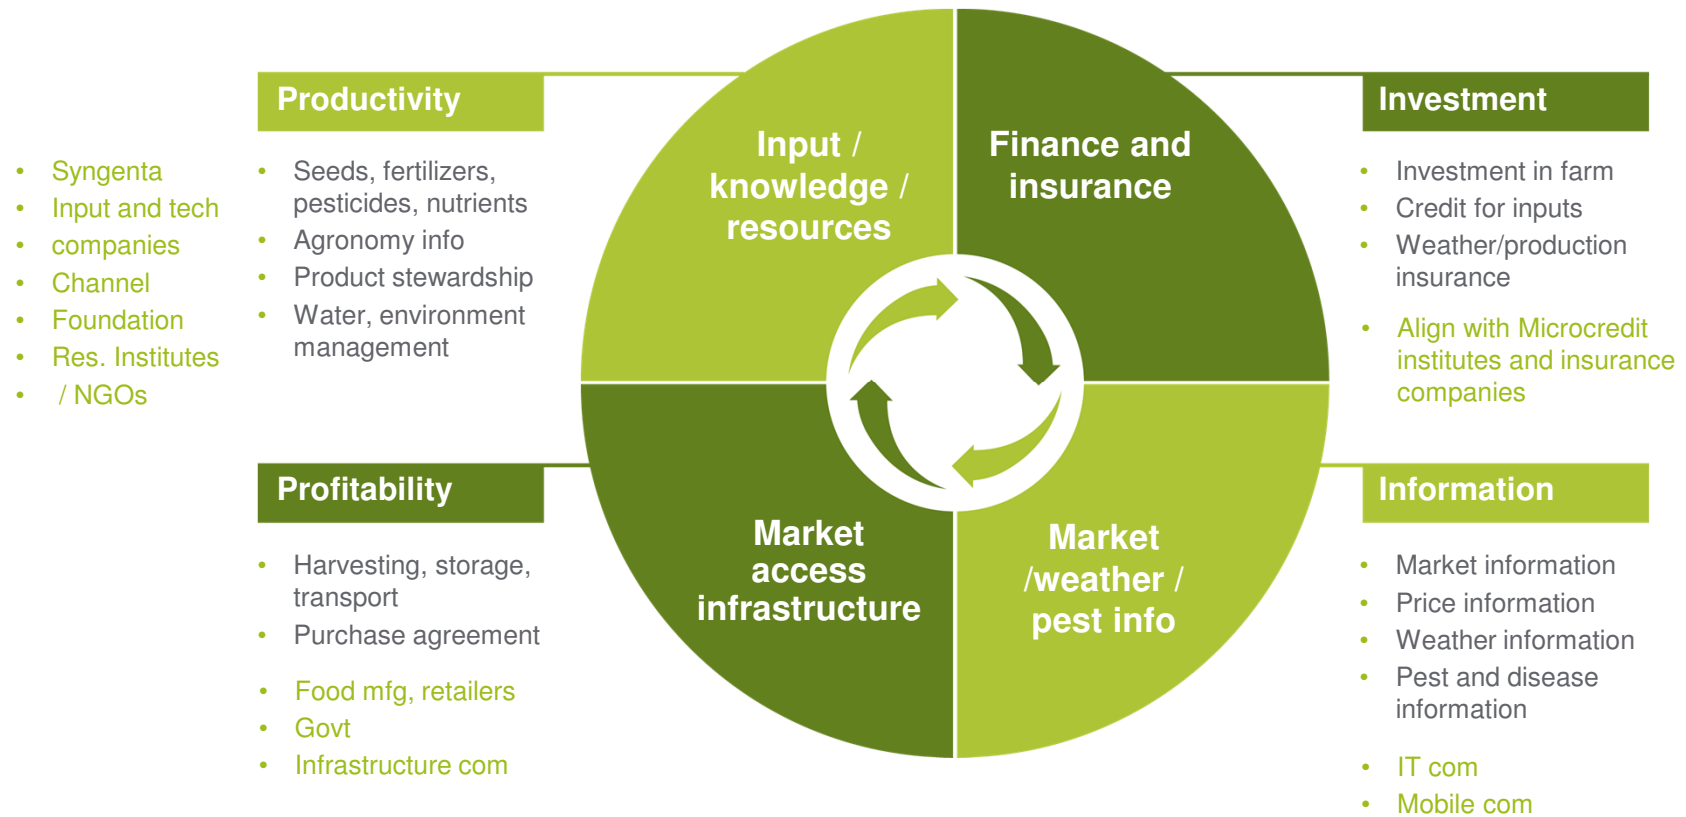 Productivity
• Syngenta
• Input and tech
• companies
• Channel
• Foundation
• Res. Institutes
• / NGOs
• Seeds, fertilizers,
pesticides, nutrients
• Agronomy info
• Product stewardship
• Water, environment
management
Input /
knowledge /
resources
Finance and
insurance
Investment
• Investment in farm
• Credit for inputs
• Weather/production
insurance
• Align with Microcredit
institutes and insurance
companies
Profitability
• Harvesting, storage,
transport
• Purchase agreement
• Food mfg, retailers
• Govt
• Infrastructure com
Market
access
infrastructure
Market
/weather /
pest info
Information
• Market information
• Price information
• Weather information
• Pest and disease
information
• IT com
• Mobile com